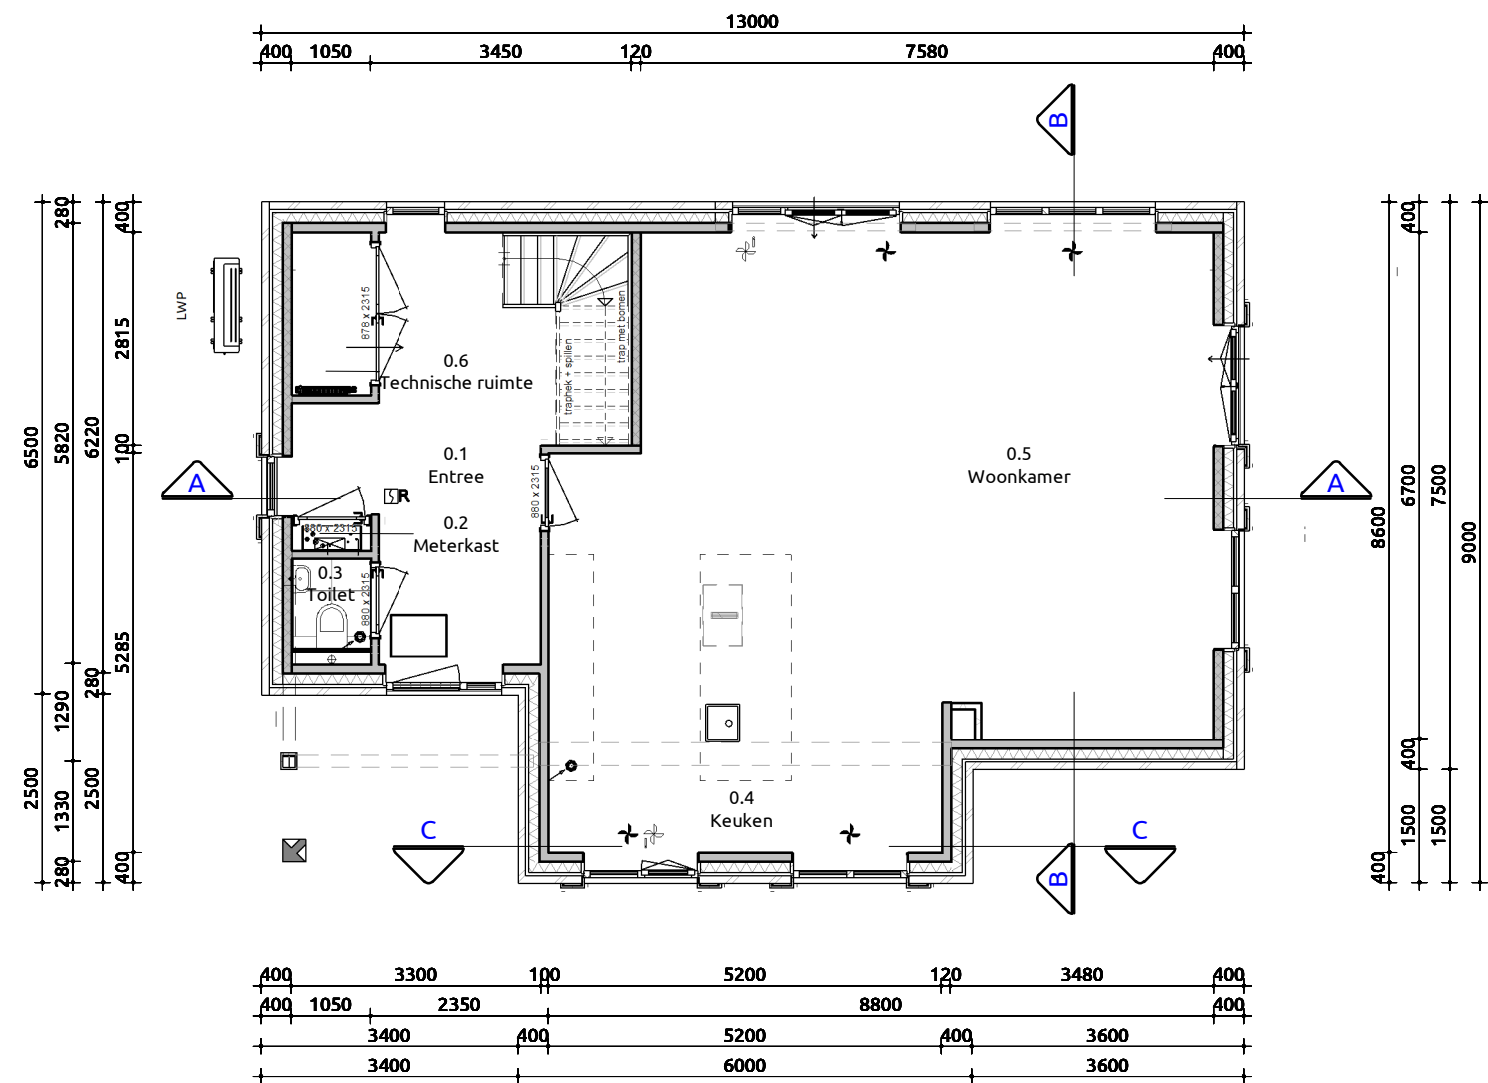 13000
400 1050 3450 120 7580 400
B
280
400
400
LWP
2815
878 x 2315
trap met bomen
traphek + spillen
0.6
Technische ruimte
6500
5820
6220
100
0.1
Entree
0.5
Woonkamer
6700
7500
8600
9000
A
A
880 x 2315
R
880 x 2315
0.2
Meterkast
0.3
Toilet
880 x 2315
5285
280
1290
2500
1330
2500
280
400
400
1500
1500
400
0.4
Keuken
C
C
B
400 3300 100 5200 120 3480 400
400 1050 2350 8800 400
3400 400 5200 400 3600
3400 6000 3600